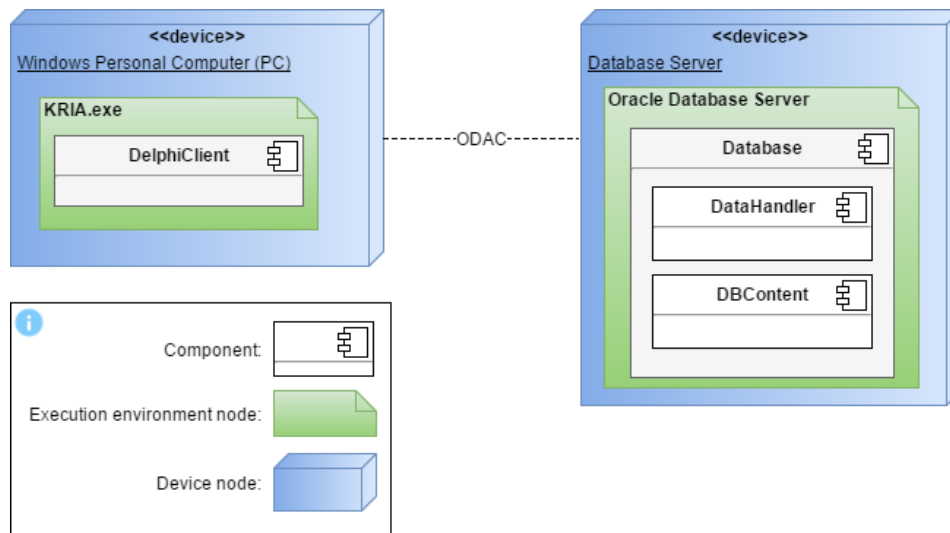 <<device>>
Windows Personal Computer (PC)
KRIA.exe
DelphiClient
ODAC
<<device>>
Database Server
Oracle Database Server
Database
DataHandler
DBContent
i
Component:
Execution environment node:
Device node: